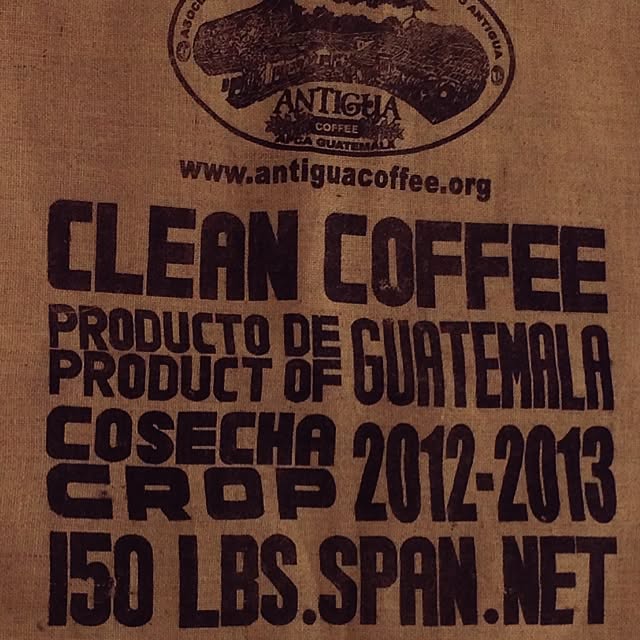 ANTIGUA
COFFEE
GUATEMALA
www.antiguacoffee.org
CLEAN COFFEE
PRODUCTO DE
PRODUCT OF
GUATEMALA
COSECHA
CROP
2012-2013
150 LBS.SPAN.NET